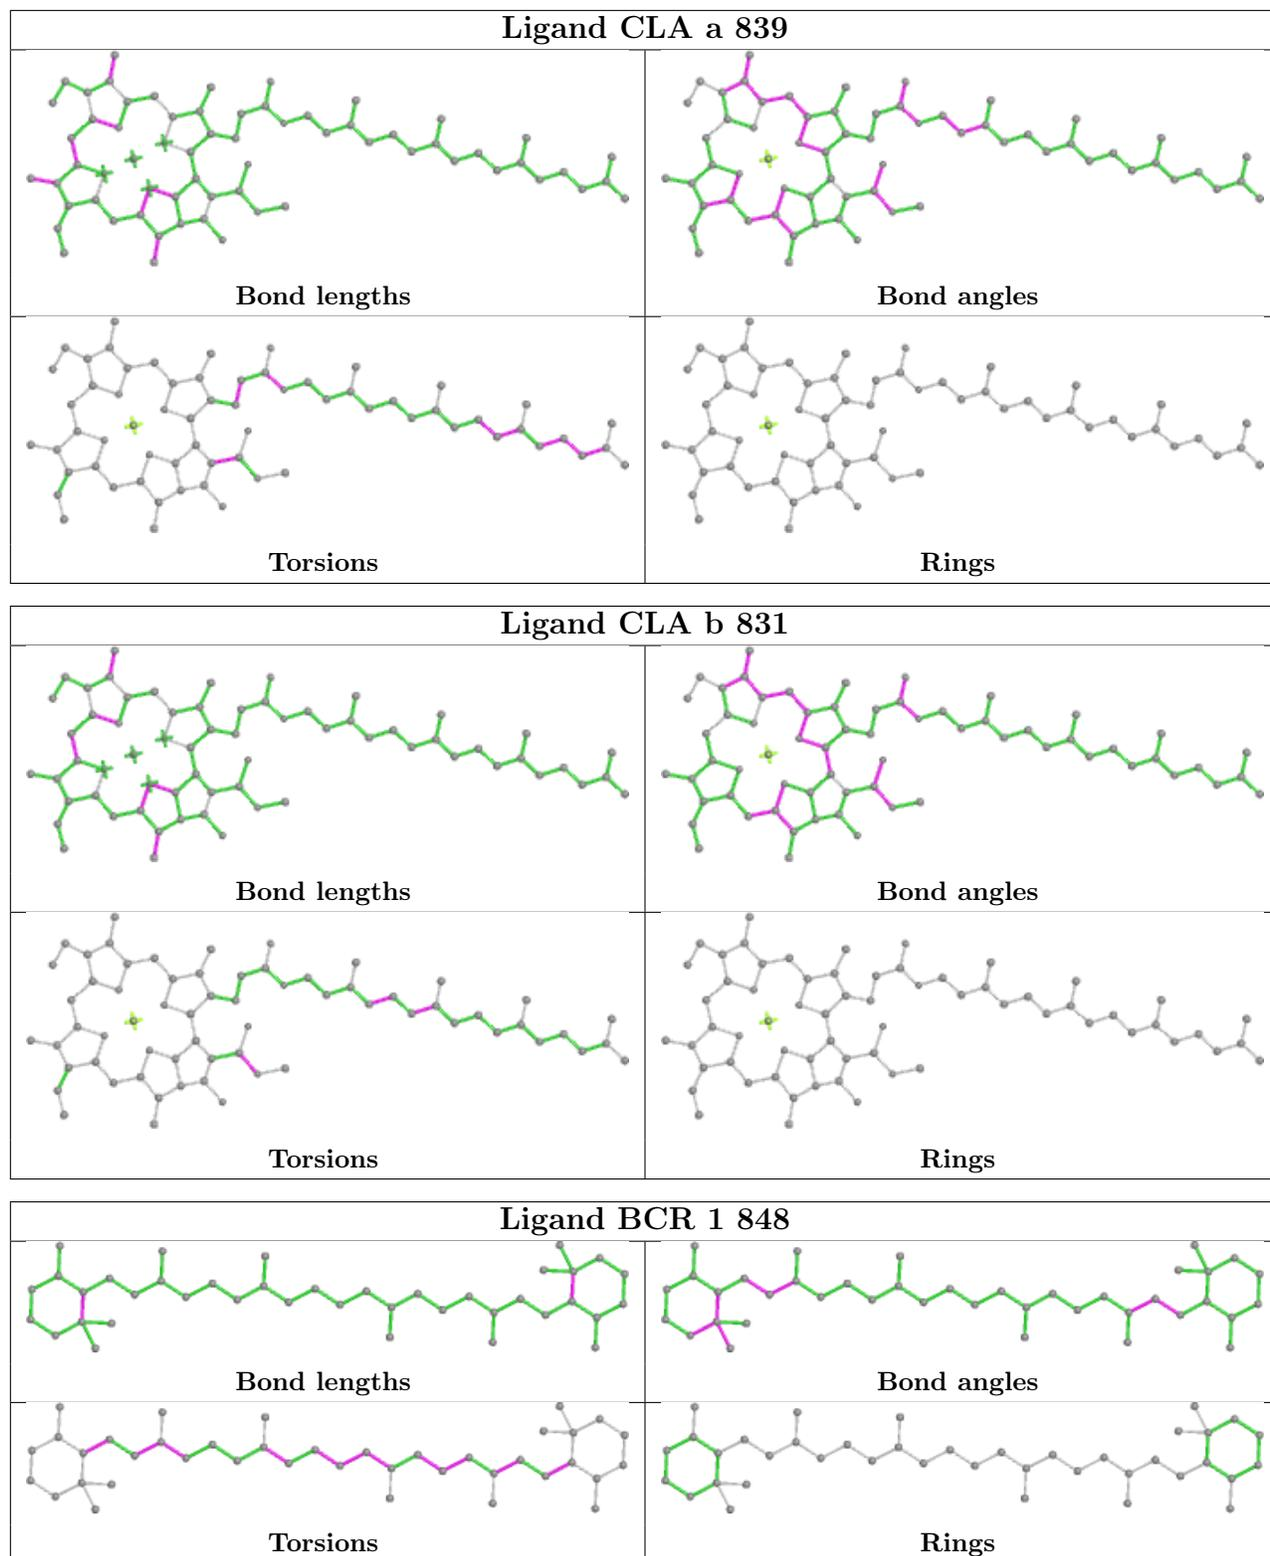 Ligand CLA a 839
Bond lengths
Bond angles
Torsions
Rings
Ligand CLA b 831
Bond lengths
Bond angles
Torsions
Rings
Ligand BCR 1 848
Bond lengths
Bond angles
Torsions
Rings